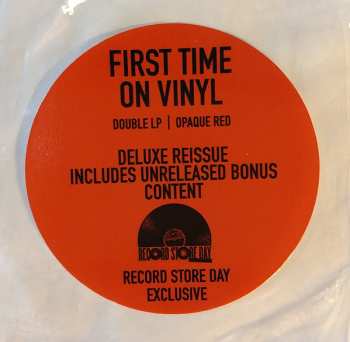 FIRST TIME
ON VINYL
DOUBLE LP | OPAQUE RED
DELUXE REISSUE
INCLUDES UNRELEASED BONUS
CONTENT
RECORD STORE DAY
RECORD STORE DAY
EXCLUSIVE